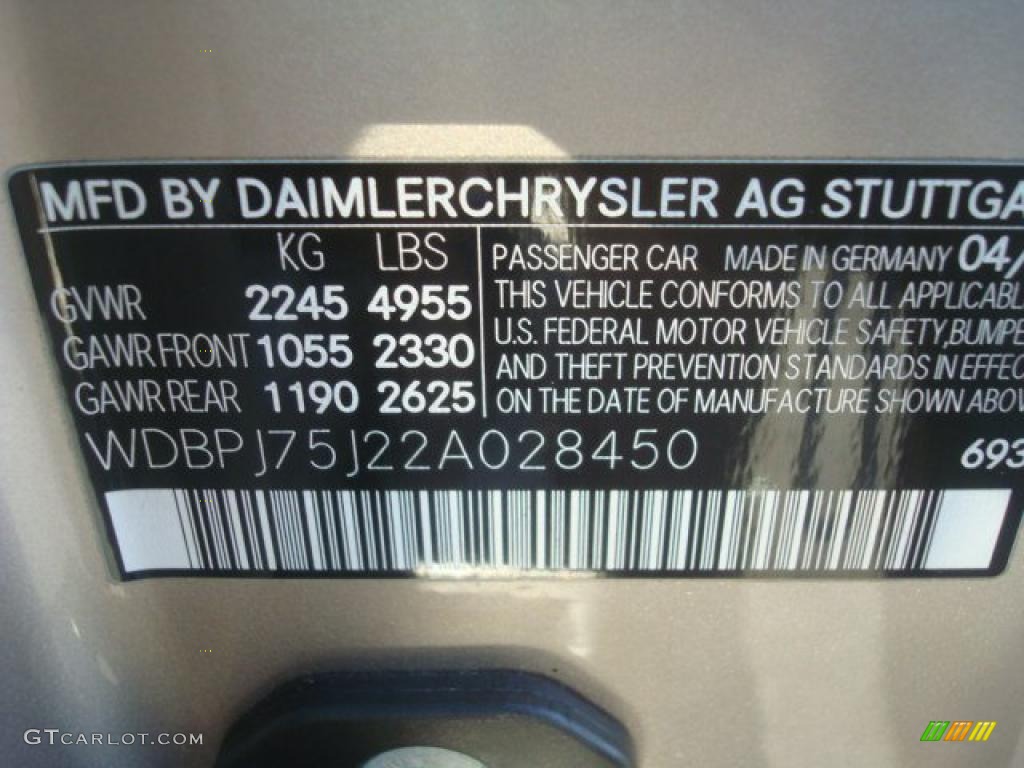 MFD BY DAIMLERCHRYSLER AG STUTTGA
KG LBS
GVWR 2245 4955
GAWR FRONT 1055 2330
GAWR REAR 1190 2625
PASSENGER CAR MADE IN GERMANY 04/
THIS VEHICLE CONFORMS TO ALL APPLICABL
U.S. FEDERAL MOTOR VEHICLE SAFETY, BUMPE
AND THEFT PREVENTION STANDARDS IN EFFEC
ON THE DATE OF MANUFACTURE SHOWN ABOV
WDBPJ75J22A028450
693
GTCARLOT.COM